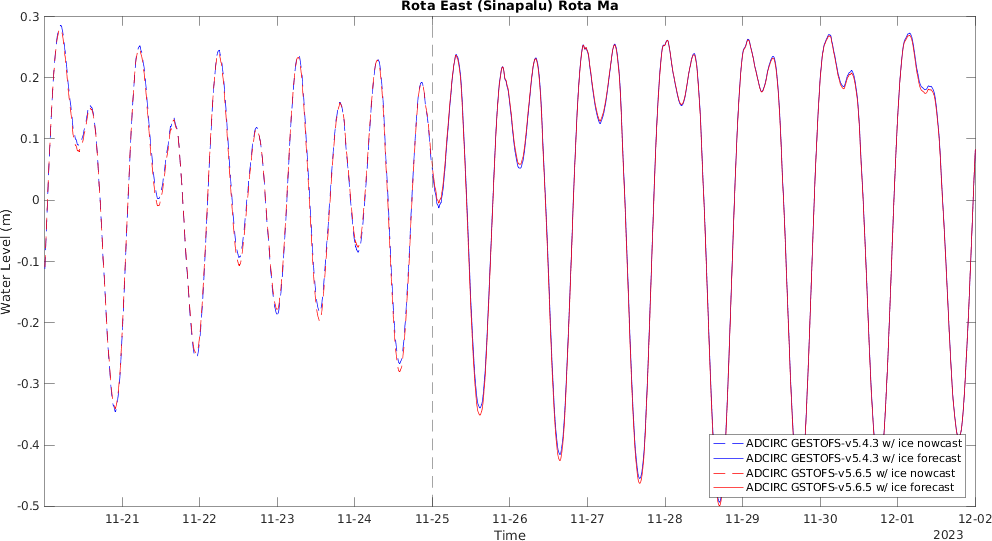 Rota East (Sinapalu) Rota Ma
0.3
0.2
0.1
0
-0.1
-0.2
-0.3
-0.4
-0.5
Water Level (m)
ADCIRC GESTOFS-v5.4.3 w/ ice nowcast
ADCIRC GESTOFS-v5.4.3 w/ ice forecast
ADCIRC GSTOFS-v5.6.5 w/ ice nowcast
ADCIRC GSTOFS-v5.6.5 w/ ice forecast
11-21 11-22 11-23 11-24 11-25 11-26 11-27 11-28 11-29 11-30 12-01 12-02
Time
2023